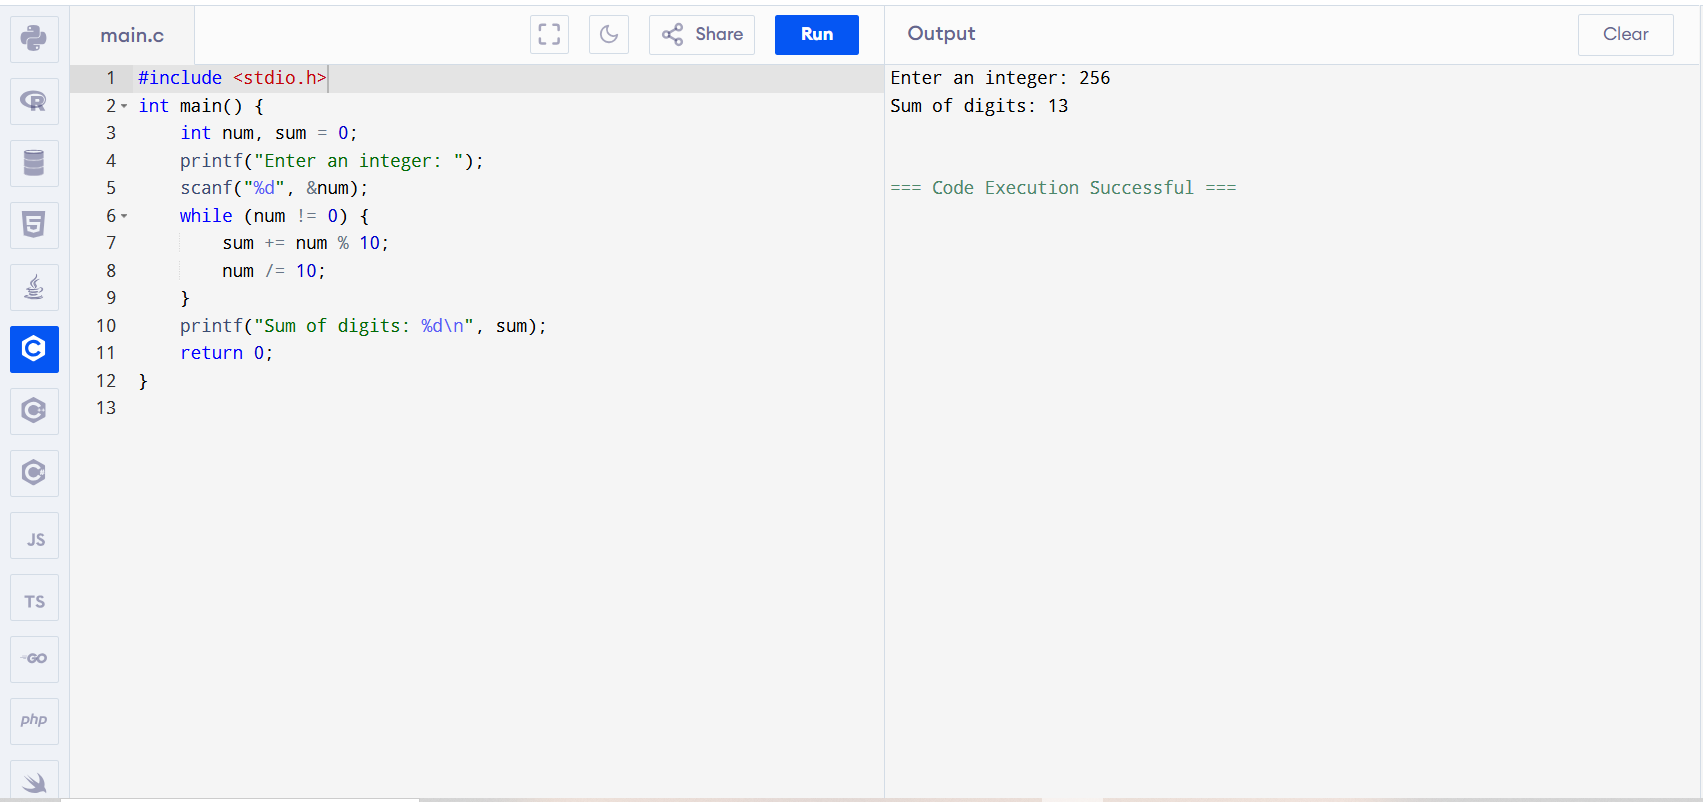 main.c
Share
Run
Output
Clear
1 #include <stdio.h>
2 int main() {
3     int num, sum = 0;
4     printf("Enter an integer: ");
5     scanf("%d", &num);
6     while (num != 0) {
7         sum += num % 10;
8         num /= 10;
9     }
10     printf("Sum of digits: %d\n", sum);
11     return 0;
12 }
13
Enter an integer: 256
Sum of digits: 13
=== Code Execution Successful ===
R
5
C
C
C
JS
TS
GO
php